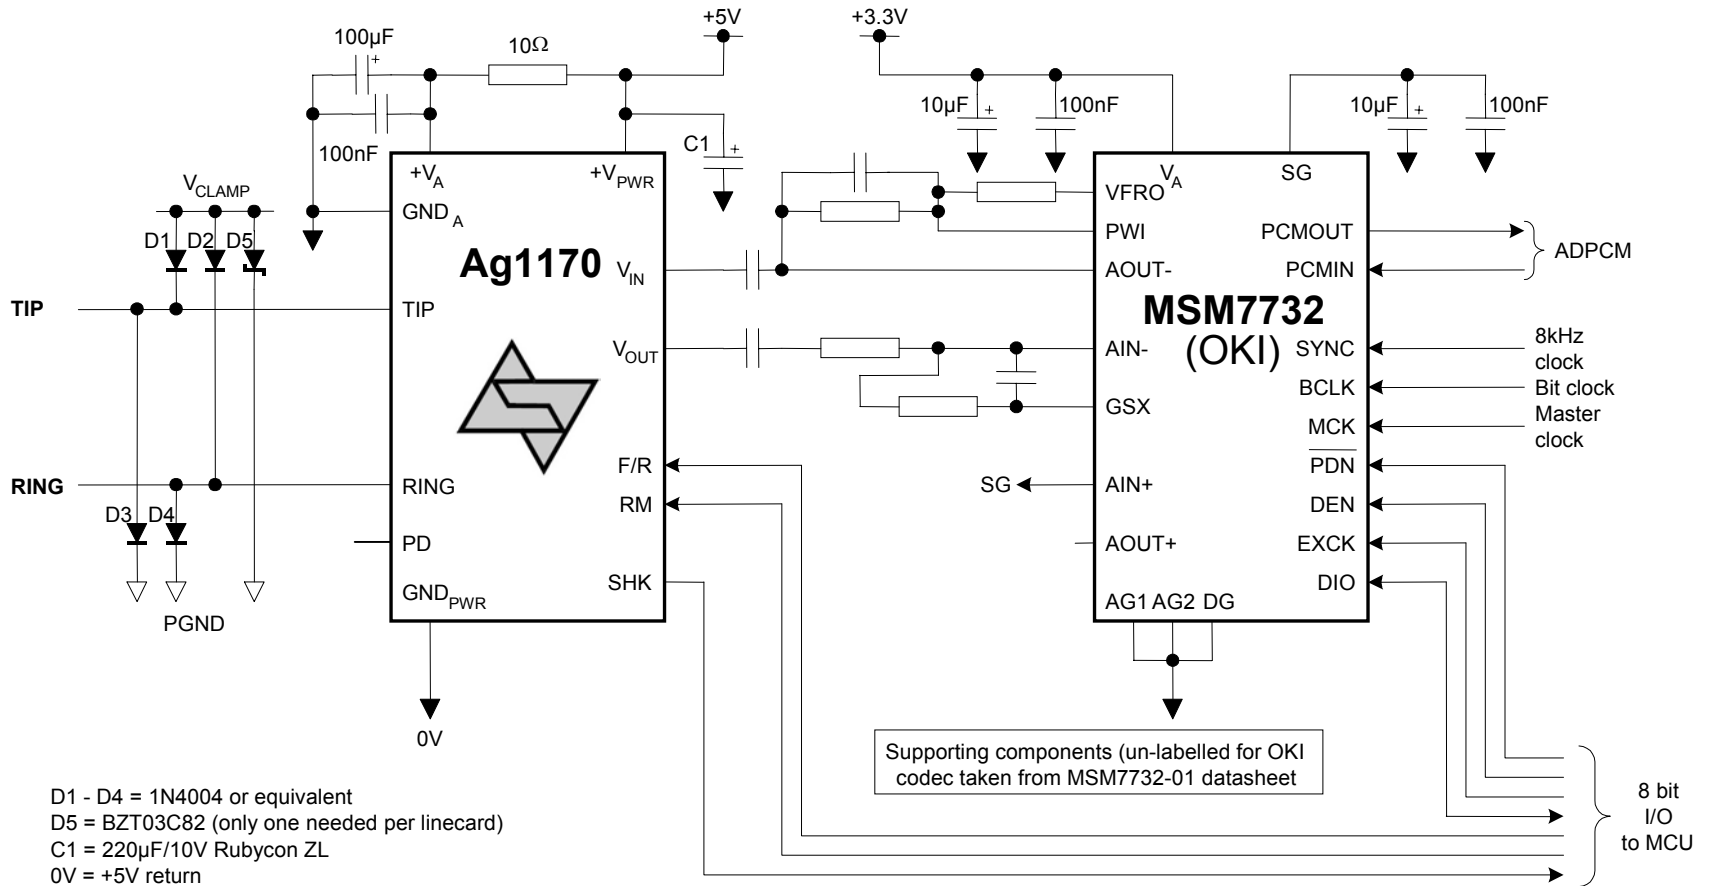 +5V
+3.3V
100µF
+
10Ω
100nF
C1
+
10µF
+
100nF
10µF
+
100nF
VCLAMP
D1
D2
D5
+VA
+VPWR
GNDA
Ag1170
VIN
TIP
TIP
VOUT
RING
RING
D3
D4
F/R
RM
PD
SHK
GNDPWR
PGND
0V
VA
SG
VFRO
PWI
PCMOUT
AOUT-
PCMIN
ADPCM
MSM7732
(OKI)
AIN-
SYNC
8kHz
clock
BCLK
Bit clock
GSX
MCK
Master
clock
PDN
SG
AIN+
DEN
AOUT+
EXCK
DIO
AG1 AG2 DG
Supporting components (un-labelled for OKI
codec taken from MSM7732-01 datasheet
8 bit
I/O
to MCU
D1 - D4 = 1N4004 or equivalent
D5 = BZT03C82 (only one needed per linecard)
C1 = 220µF/10V Rubycon ZL
0V = +5V return